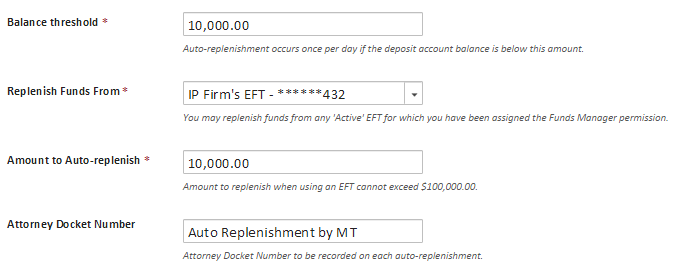 Balance threshold * 10,000.00
Auto-replenishment occurs once per day if the deposit account balance is below this amount.
Replenish Funds From * IP Firm's EFT - ******432
You may replenish funds from any 'Active' EFT for which you have been assigned the Funds Manager permission.
Amount to Auto-replenish * 10,000.00
Amount to replenish when using an EFT cannot exceed $100,000.00.
Attorney Docket Number Auto Replenishment by MT
Attorney Docket Number to be recorded on each auto-replenishment.